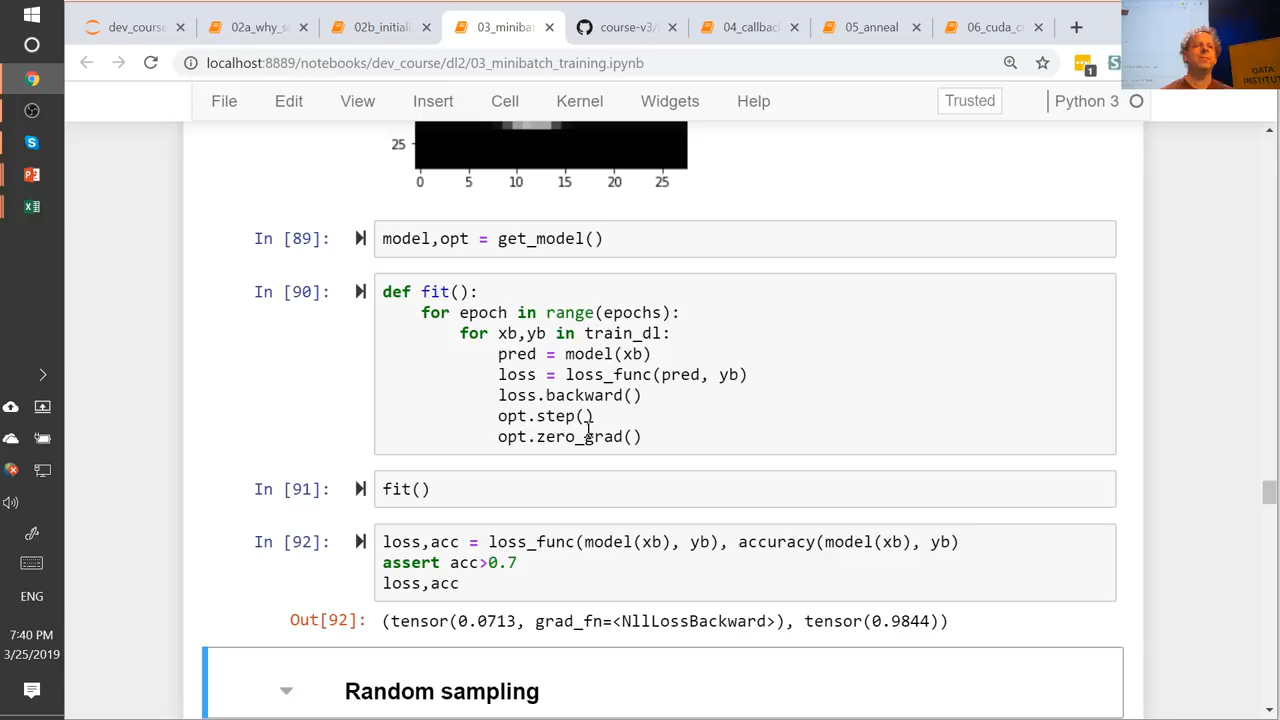 dev_course
02a_why_s
02b_initiali
03_minibat
course-v3/
04_callbac
05_anneal
06_cuda_c
localhost:8889/notebooks/dev_course/dl2/03_minibatch_training.ipynb
1
DATA
INSTITUT
File Edit View Insert Cell Kernel Widgets Help Trusted Python 3
25
0 5 10 15 20 25
In [89]: model,opt = get_model()
In [90]: def fit():
for epoch in range(epochs):
for xb,yb in train_dl:
pred = model(xb)
loss = loss_func(pred, yb)
loss.backward()
opt.step()
opt.zero_grad()
In [91]: fit()
In [92]: loss,acc = loss_func(model(xb), yb), accuracy(model(xb), yb)
assert acc>0.7
loss,acc
Out[92]: (tensor(0.0713, grad_fn=<NllLossBackward>), tensor(0.9844))
Random sampling
ENG
7:40 PM
3/25/2019